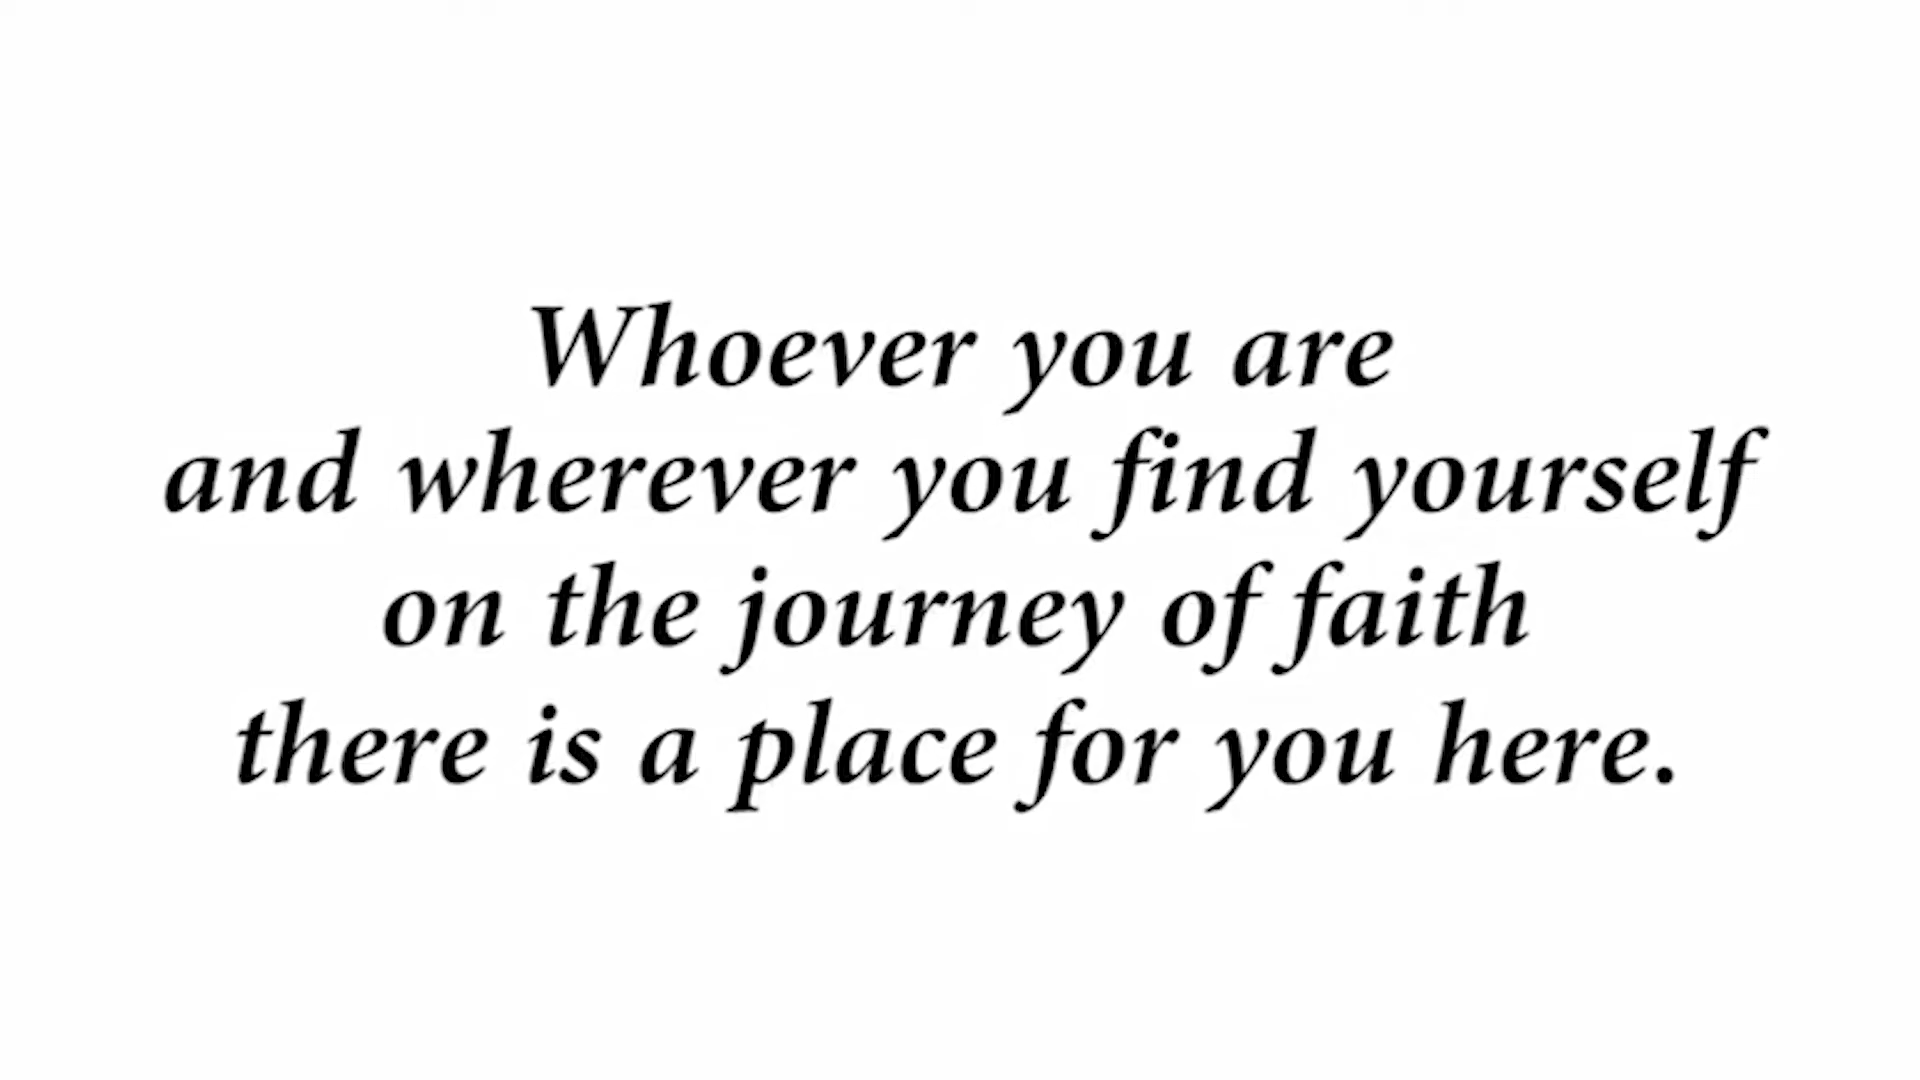 Whoever you are
and wherever you find yourself
on the journey of faith
there is a place for you here.